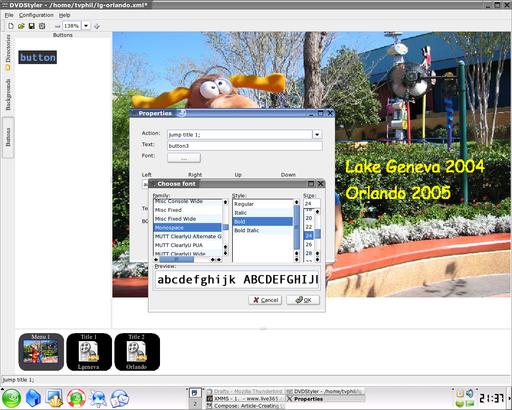 DVDStyler - /home/tvphil/lg-orlando.xml*
File Configuration Help
138%
Directories
Backgrounds
Buttons
Buttons
button
Lake Geneva 2004
Orlando 2005
Properties
Action: jump title 1;
Text: button3
Font: ...
Left Right Up Down
Choose font
Family: Style: Size:
Misc Console Wide
Misc Fixed
Misc Fixed Wide
Monospace
MUTT ClearlyU Alternate G
MUTT ClearlyU PUA
MUTT ClearlyU Wide
Regular
Italic
Bold
Bold Italic
24
20
22
24
26
28
Preview:
abcdefghijk ABCDEFGHIJ
Cancel OK
Menu 1
Title 1
Lgeneva
Title 2
Orlando
jump title 1;
2
Drafts - Mozilla Thunderbird
XMMS - 1. - www.live365
Compose: Article-Creating
DVDStyler - /home/tvphil/lg
Properties
21:37